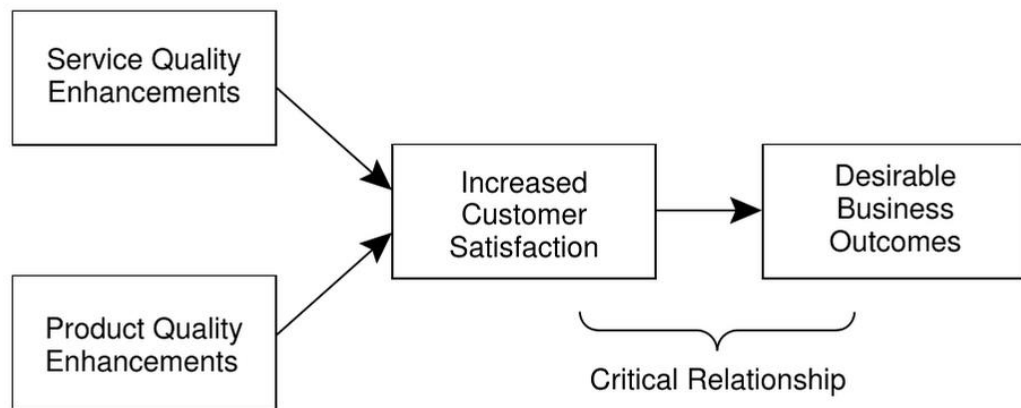 Service Quality
Enhancements
Increased
Customer
Satisfaction
Desirable
Business
Outcomes
Product Quality
Enhancements
Critical Relationship